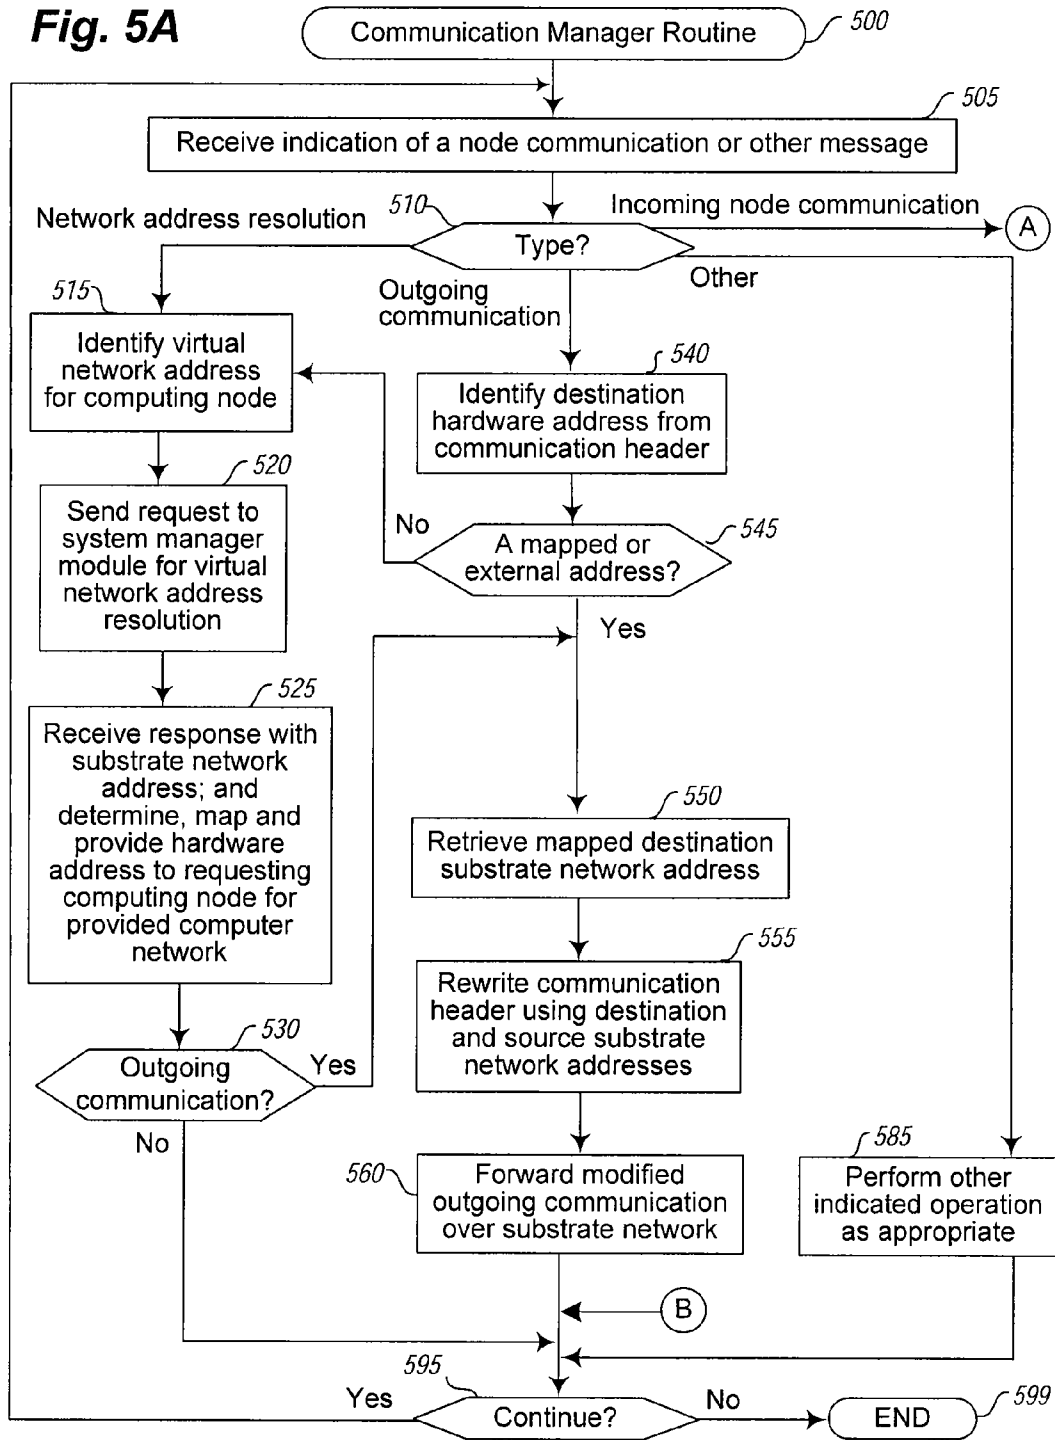 Fig. 5A
Communication Manager Routine
500
505
Receive indication of a node communication or other message
Network address resolution
510
Incoming node communication
A
Type?
Other
Outgoing
communication
515
Identify virtual
network address
for computing node
540
Identify destination
hardware address from
communication header
520
Send request to
system manager
module for virtual
network address
resolution
No
545
A mapped or
external address?
Yes
525
Receive response with
substrate network
address; and
determine, map and
provide hardware
address to requesting
computing node for
provided computer
network
550
Retrieve mapped destination
substrate network address
555
Rewrite communication
header using destination
and source substrate
network addresses
530
Outgoing
communication?
Yes
No
560
Forward modified
outgoing communication
over substrate network
585
Perform other
indicated operation
as appropriate
B
595
Yes
Continue?
No
END
599